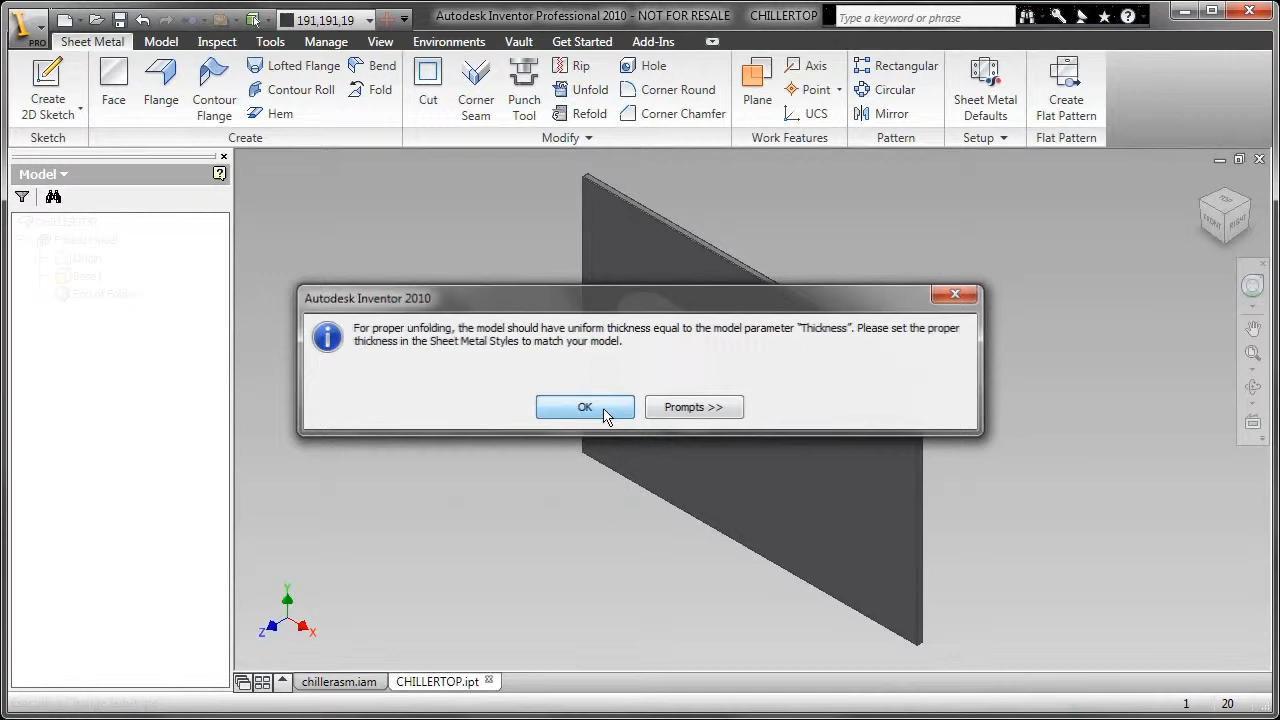 191,191,19
Autodesk Inventor Professional 2010 - NOT FOR RESALE
CHILLERTOP
Type a keyword or phrase
PRO
Sheet Metal
Model
Inspect
Tools
Manage
View
Environments
Vault
Get Started
Add-Ins
Create
2D Sketch
Face
Flange
Contour
Flange
Lofted Flange
Contour Roll
Hem
Bend
Fold
Cut
Corner
Seam
Punch
Tool
Rip
Unfold
Refold
Hole
Corner Round
Corner Chamfer
Plane
Axis
Point
UCS
Rectangular
Circular
Mirror
Sheet Metal
Defaults
Create
Flat Pattern
Sketch
Create
Modify
Work Features
Pattern
Setup
Flat Pattern
Model
Origin
TOP
FRONT
RIGHT
Autodesk Inventor 2010
For proper unfolding, the model should have uniform thickness equal to the model parameter "Thickness". Please set the proper
thickness in the Sheet Metal Styles to match your model.
OK
Prompts >>
Y
Z
X
chillerasm.iam
CHILLERTOP.ipt
1
20